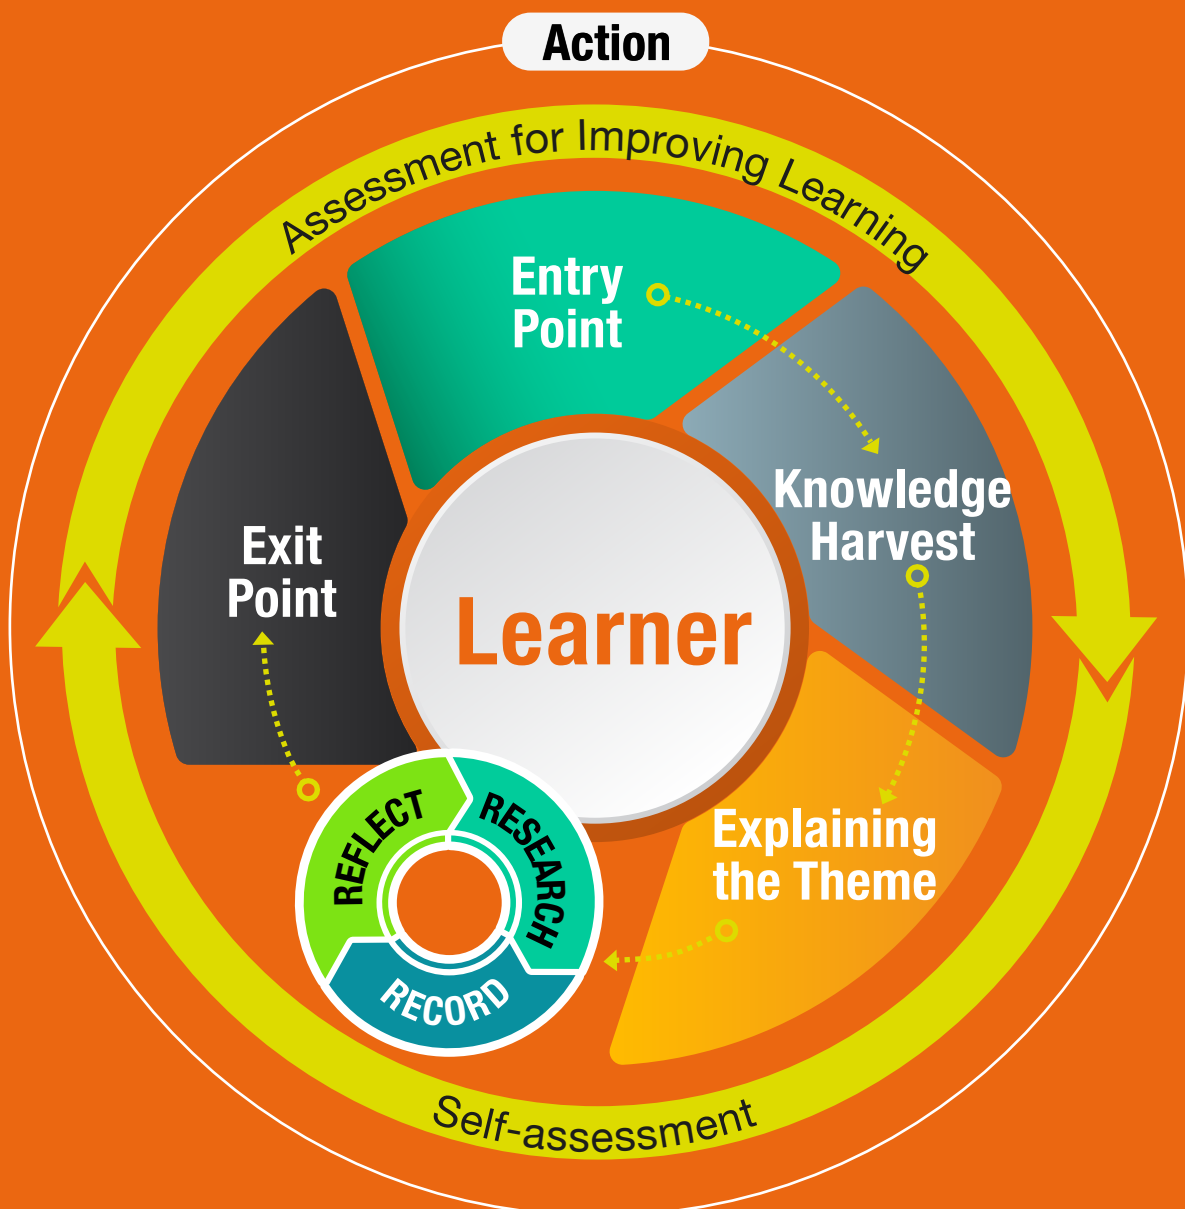 Action
Assessment for Improving Learning
Entry
Point
Knowledge
Harvest
Exit
Point
Learner
Explaining
the Theme
REFLECT
RESEARCH
RECORD
Self-assessment